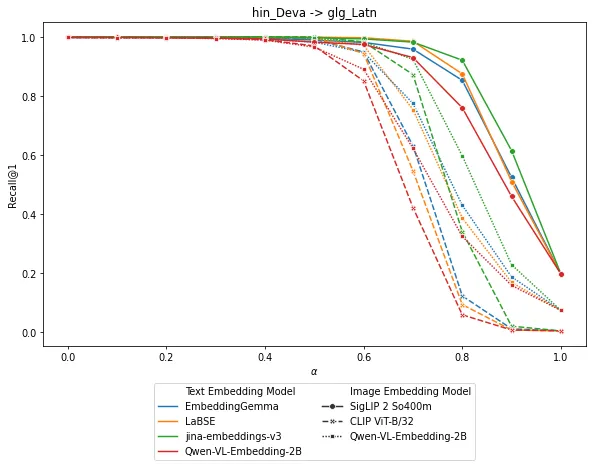 hin_Deva -> glg_Latn
Recall@1
1.0
0.8
0.6
0.4
0.2
0.0
0.0 0.2 0.4 0.6 0.8 1.0
α
Text Embedding Model
EmbeddingGemma
LaBSE
jina-embeddings-v3
Qwen-VL-Embedding-2B
Image Embedding Model
SigLIP 2 So400m
CLIP ViT-B/32
Qwen-VL-Embedding-2B